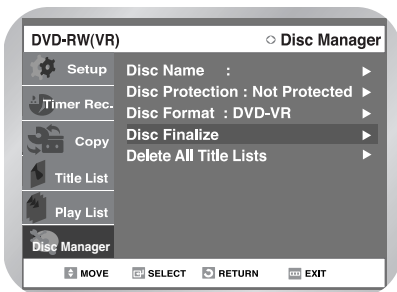 DVD-RW(VR) Disc Manager
Setup
Timer Rec.
Copy
Title List
Play List
Disc Manager
Disc Name :
Disc Protection : Not Protected
Disc Format : DVD-VR
Disc Finalize
Delete All Title Lists
MOVE SELECT RETURN EXIT